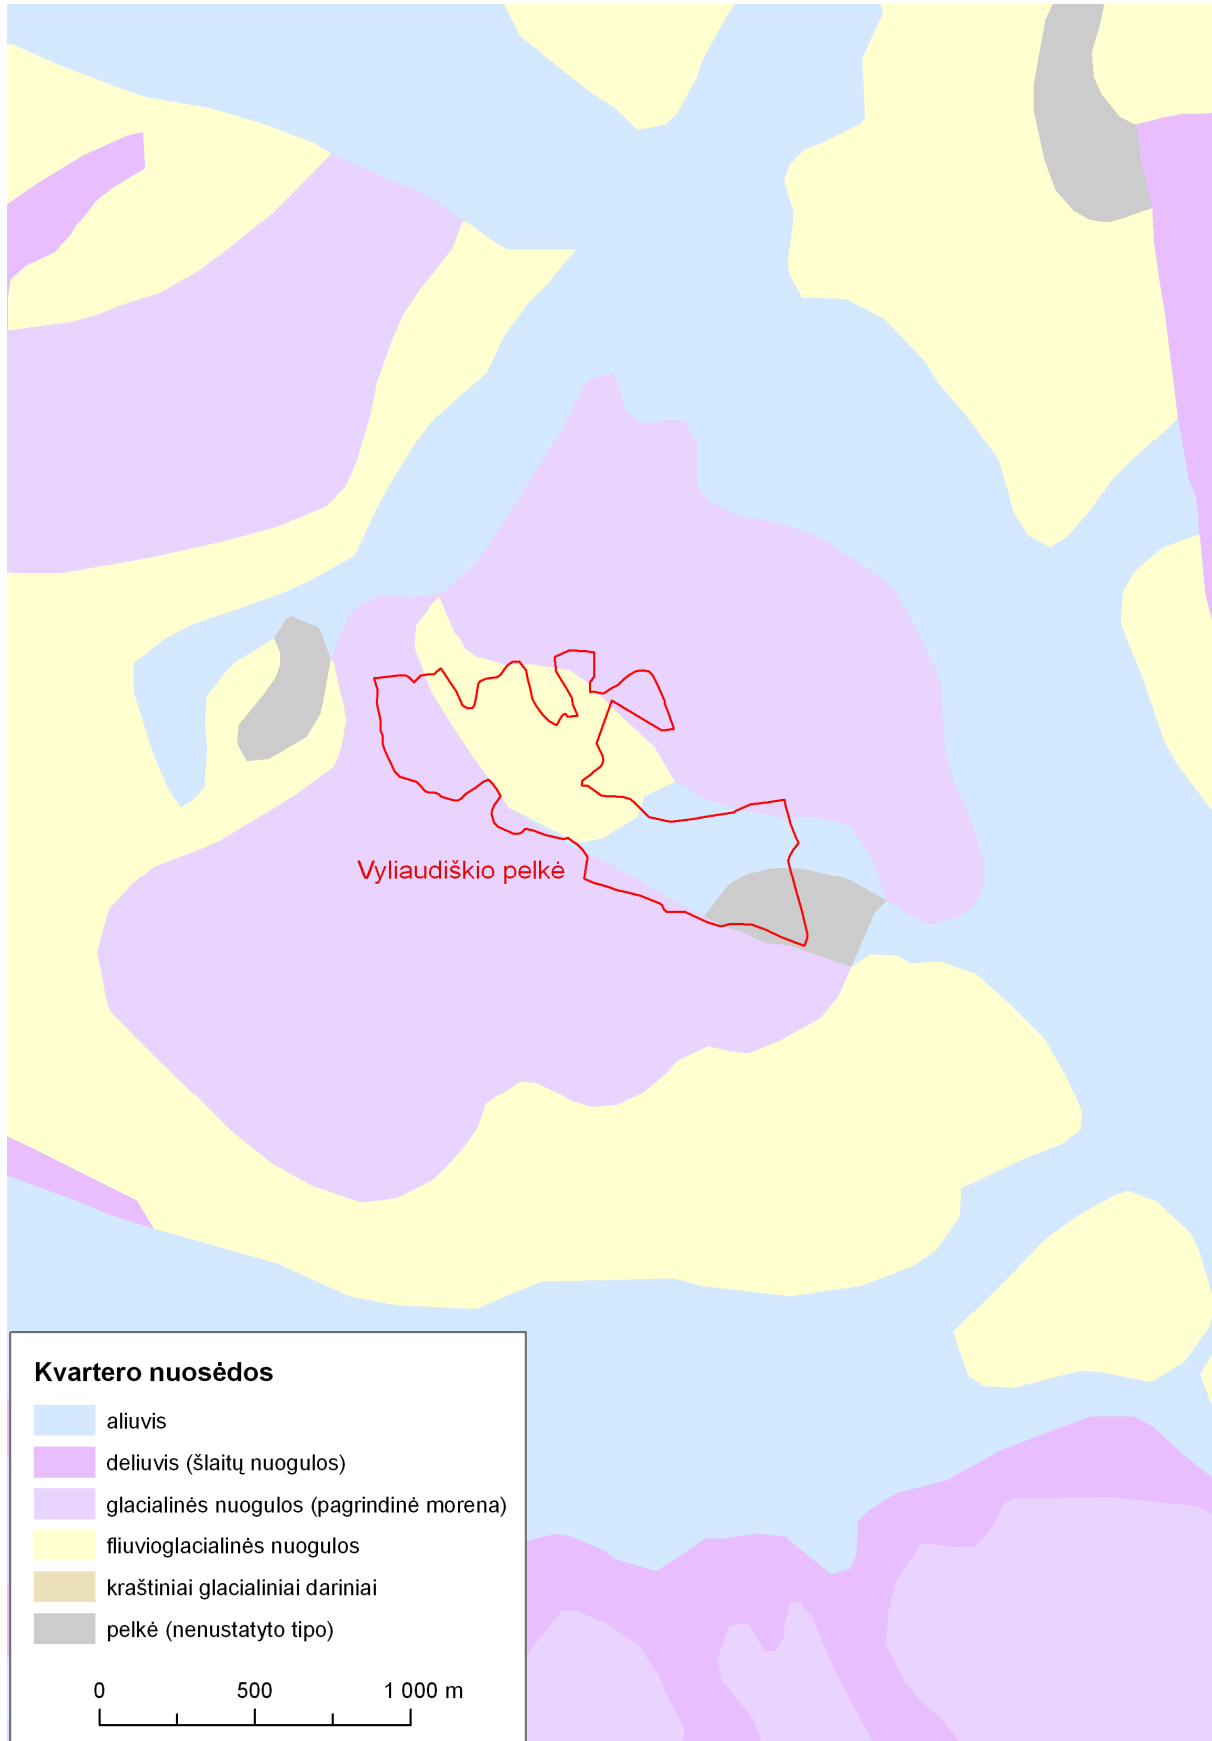 Vyliaudiškio pelkė
Kvartero nuosėdos
aliuvis
deliuvis (šlaitų nuogulos)
glacialinės nuogulos (pagrindinė morena)
fliuvioglacialinės nuogulos
kraštiniai glacialiniai dariniai
pelkė (nenustatyto tipo)
0 500 1 000 m